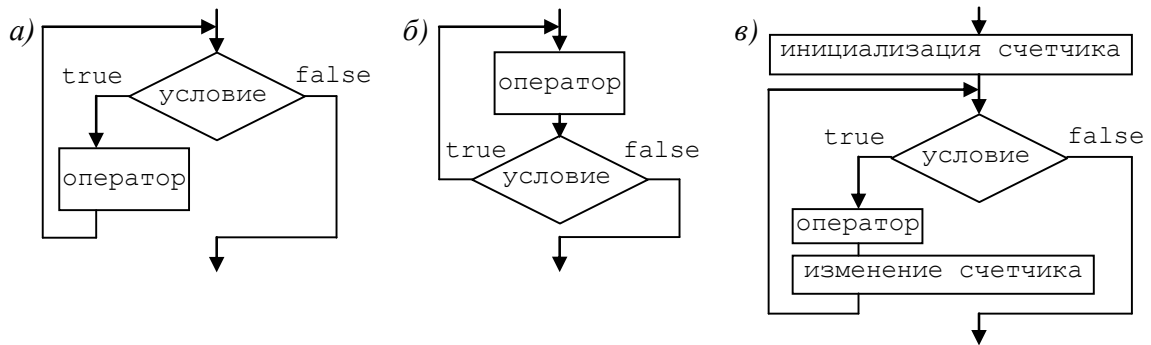 а)
true
false
условие
оператор
б)
оператор
true
false
условие
в)
инициализация счетчика
true
false
условие
оператор
изменение счетчика